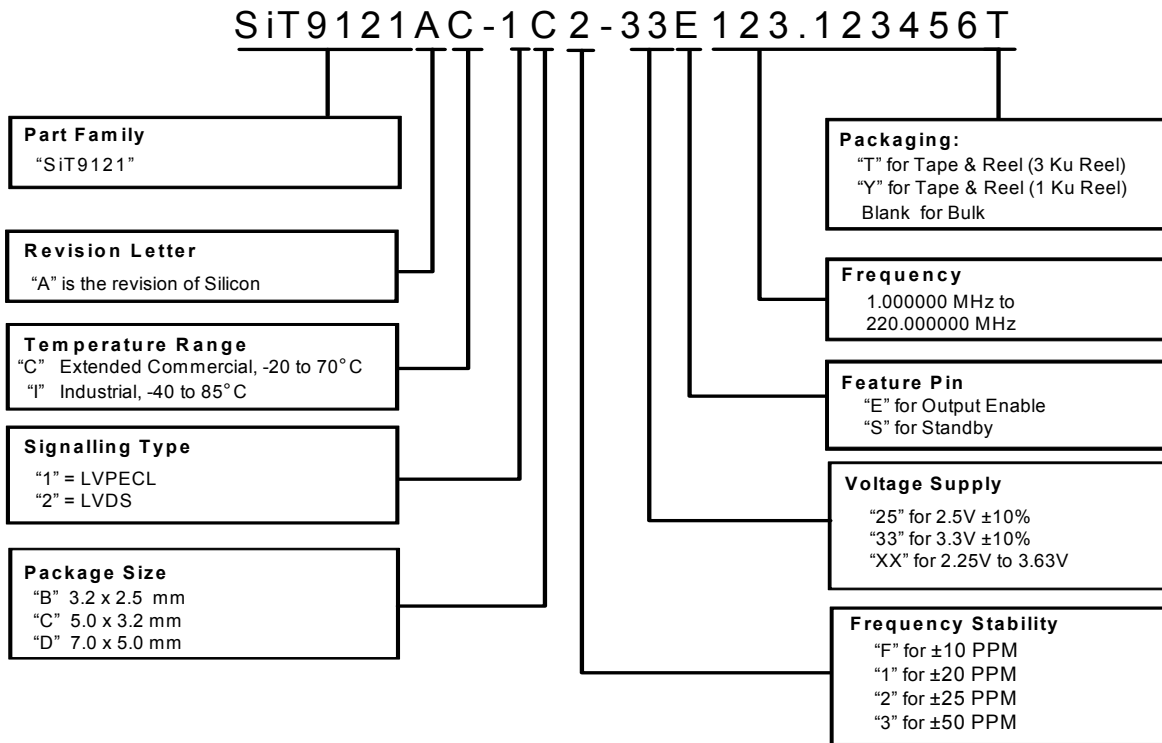 SiT9121AC-1C2-33E123.123456T
Part Family
“SiT9121”
Revision Letter
“A” is the revision of Silicon
Temperature Range
“C” Extended Commercial, -20 to 70°C
“I” Industrial, -40 to 85°C
Signalling Type
“1” = LVPECL
“2” = LVDS
Package Size
“B” 3.2 x 2.5 mm
“C” 5.0 x 3.2 mm
“D” 7.0 x 5.0 mm
Packaging:
“T” for Tape & Reel (3 Ku Reel)
“Y” for Tape & Reel (1 Ku Reel)
Blank for Bulk
Frequency
1.000000 MHz to
220.000000 MHz
Feature Pin
“E” for Output Enable
“S” for Standby
Voltage Supply
“25” for 2.5V ±10%
“33” for 3.3V ±10%
“XX” for 2.25V to 3.63V
Frequency Stability
“F” for ±10 PPM
“1” for ±20 PPM
“2” for ±25 PPM
“3” for ±50 PPM